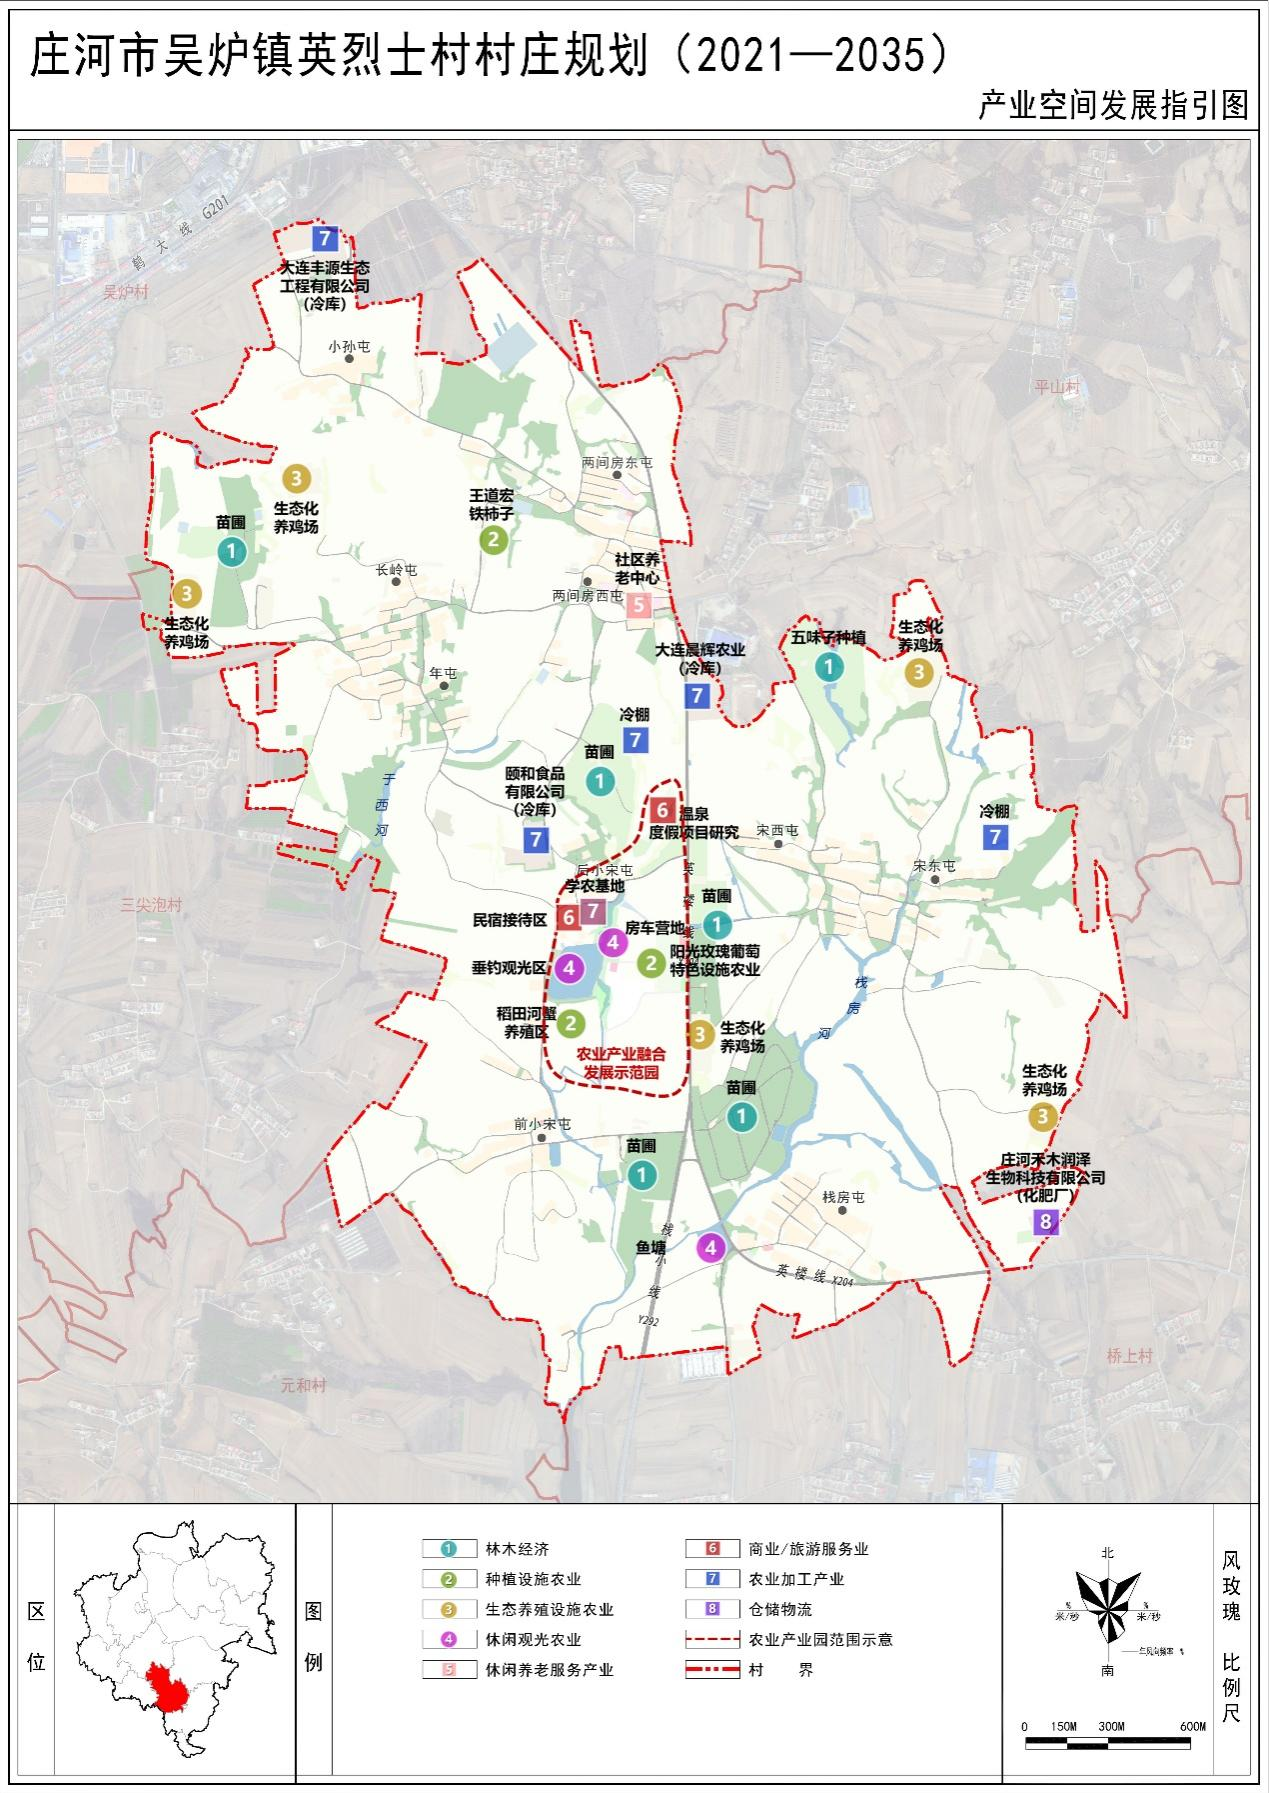 庄河市吴炉镇英烈士村村庄规划（2021—2035）
产业空间发展指引图
鹤大线 G201
吴炉村
7
大连丰源生态
工程有限公司
（冷库）
小孙屯
平山村
两间房东屯
3
生态化
养鸡场
王道宏
铁柿子
2
苗圃
1
社区养
老中心
长岭屯
两间房西屯
5
3
生态化
养鸡场
五味子种植
1
生态化
养鸡场
3
大连晨辉农业
（冷库）
7
年屯
冷棚
7
苗圃
1
颐和食品
有限公司
（冷库）
7
于西河
6
温泉
度假项目研究
宋西屯
冷棚
7
宋东屯
后小宋屯
学农基地
英楼线
三尖泡村
民宿接待区
6
7
苗圃
1
房车营地
4
垂钓观光区
4
2
阳光玫瑰葡萄
特色设施农业
栈房河
稻田河蟹
养殖区
2
3
生态化
养鸡场
农业产业融合
发展示范园
生态化
养鸡场
3
苗圃
1
前小宋屯
苗圃
1
庄河禾木润泽
生物科技有限公司
（化肥厂）
8
栈房屯
鱼塘
4
栈小线
Y292
英楼线 X204
桥上村
元和村
区位
图例
1 林木经济
2 种植设施农业
3 生态养殖设施农业
4 休闲观光农业
5 休闲养老服务产业
6 商业/旅游服务业
7 农业加工产业
8 仓储物流
农业产业园范围示意
村 界
北
%
米/秒
%
米/秒
年风向频率 %
南
0 150M 300M 600M
风玫瑰 比例尺